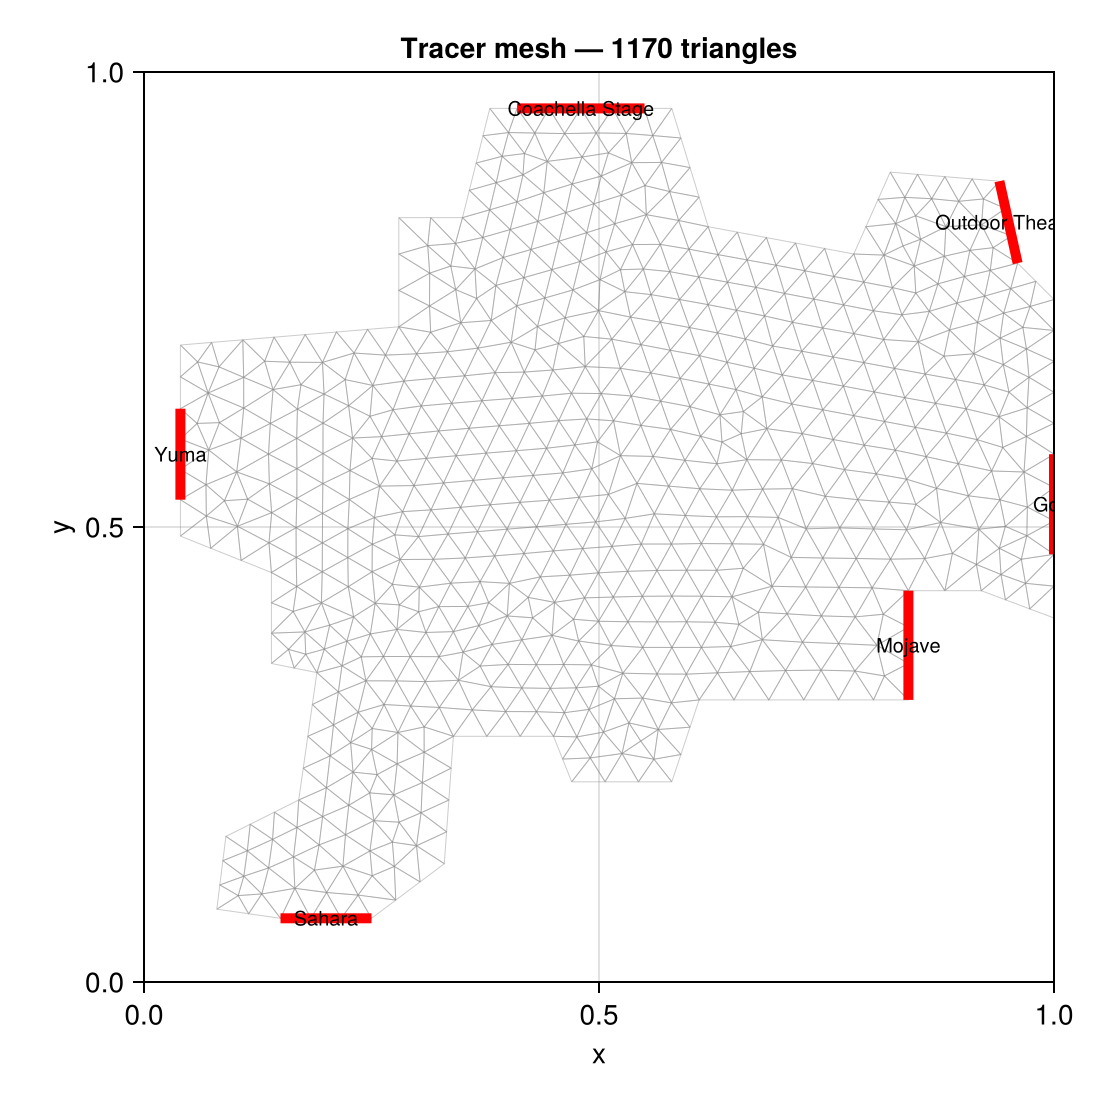 Tracer mesh — 1170 triangles
1.0
Coachella Stage
Outdoor Thea
Yuma
y
0.5
Go
Mojave
Sahara
0.0
0.0
0.5
1.0
x